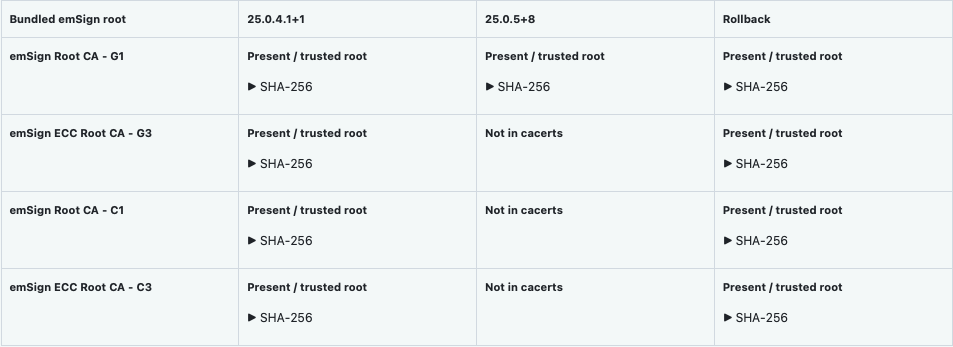 Bundled emSign root 25.0.4.1+1 25.0.5+8 Rollback
emSign Root CA - G1 Present / trusted root Present / trusted root Present / trusted root
► SHA-256 ► SHA-256 ► SHA-256
emSign ECC Root CA - G3 Present / trusted root Not in cacerts Present / trusted root
► SHA-256 ► SHA-256
emSign Root CA - C1 Present / trusted root Not in cacerts Present / trusted root
► SHA-256 ► SHA-256
emSign ECC Root CA - C3 Present / trusted root Not in cacerts Present / trusted root
► SHA-256 ► SHA-256